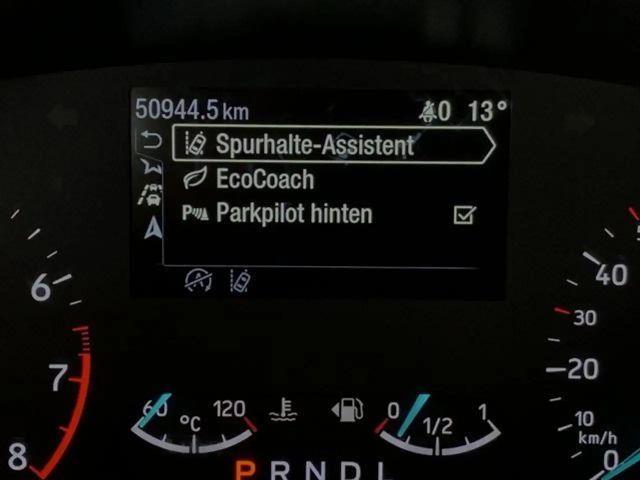 50944.5 km 0 13°
Spurhalte-Assistent
EcoCoach
Parkpilot hinten
P
A
40
6
30
7
20
60 °C 120
0 1/2 1
10
km/h
8
0
P R N D L